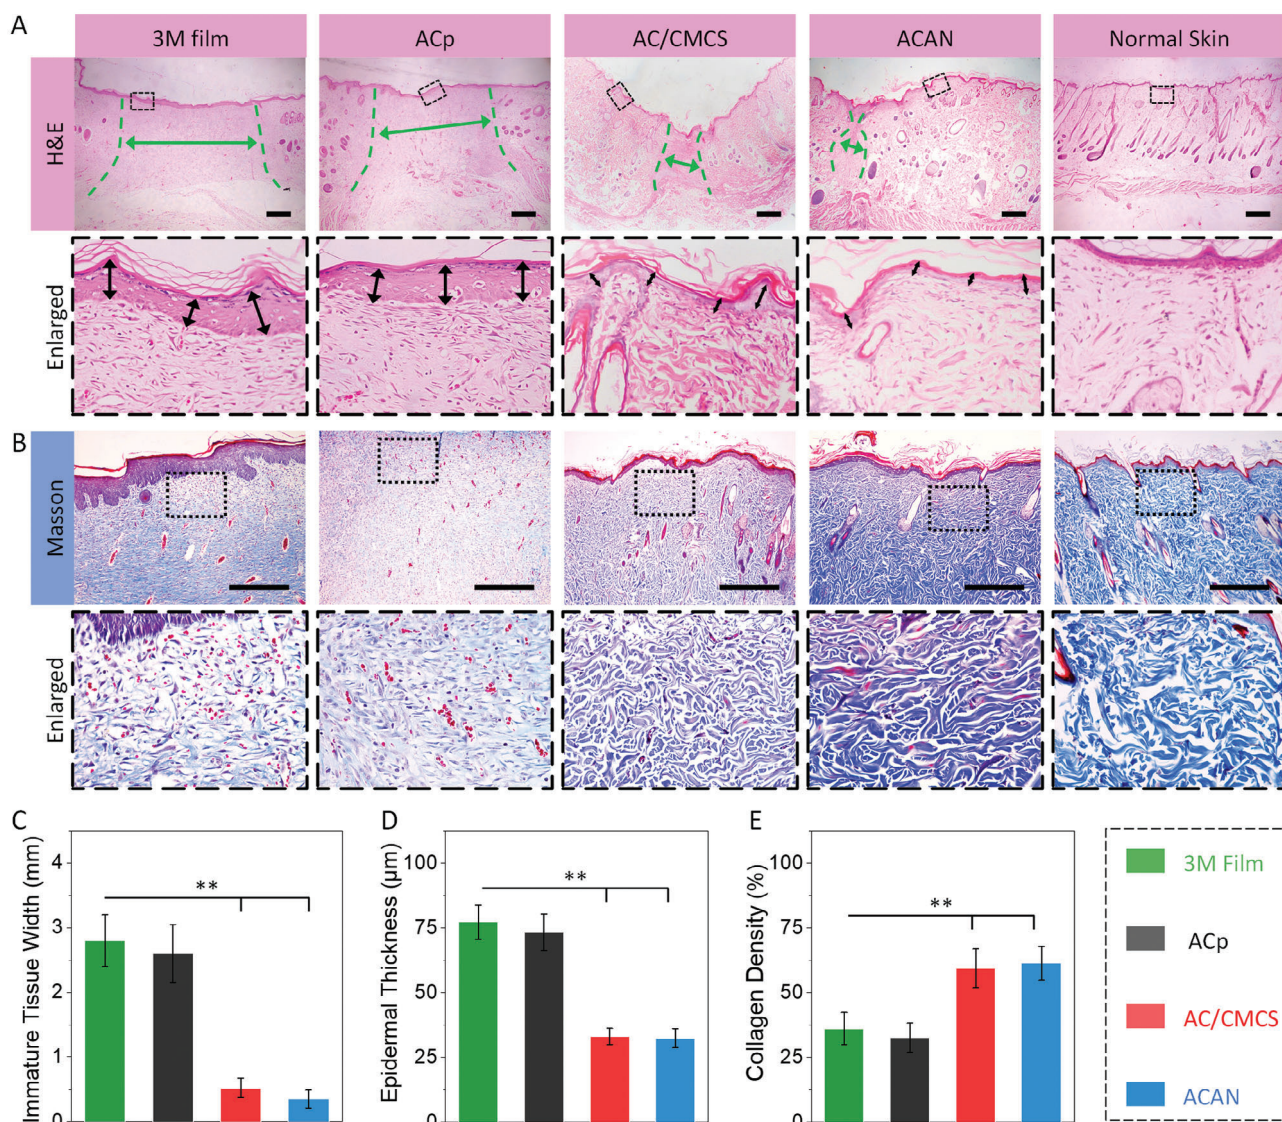 A
3M film
ACp
AC/CMCS
ACAN
Normal Skin
H&E
Enlarged
B
Masson
Enlarged
C
Immature Tissue Width (mm)
4
3
2
1
0
**
D
Epidermal Thickness (μm)
100
75
50
25
0
**
E
Collagen Density (%)
100
75
50
25
0
**
3M Film
ACp
AC/CMCS
ACAN